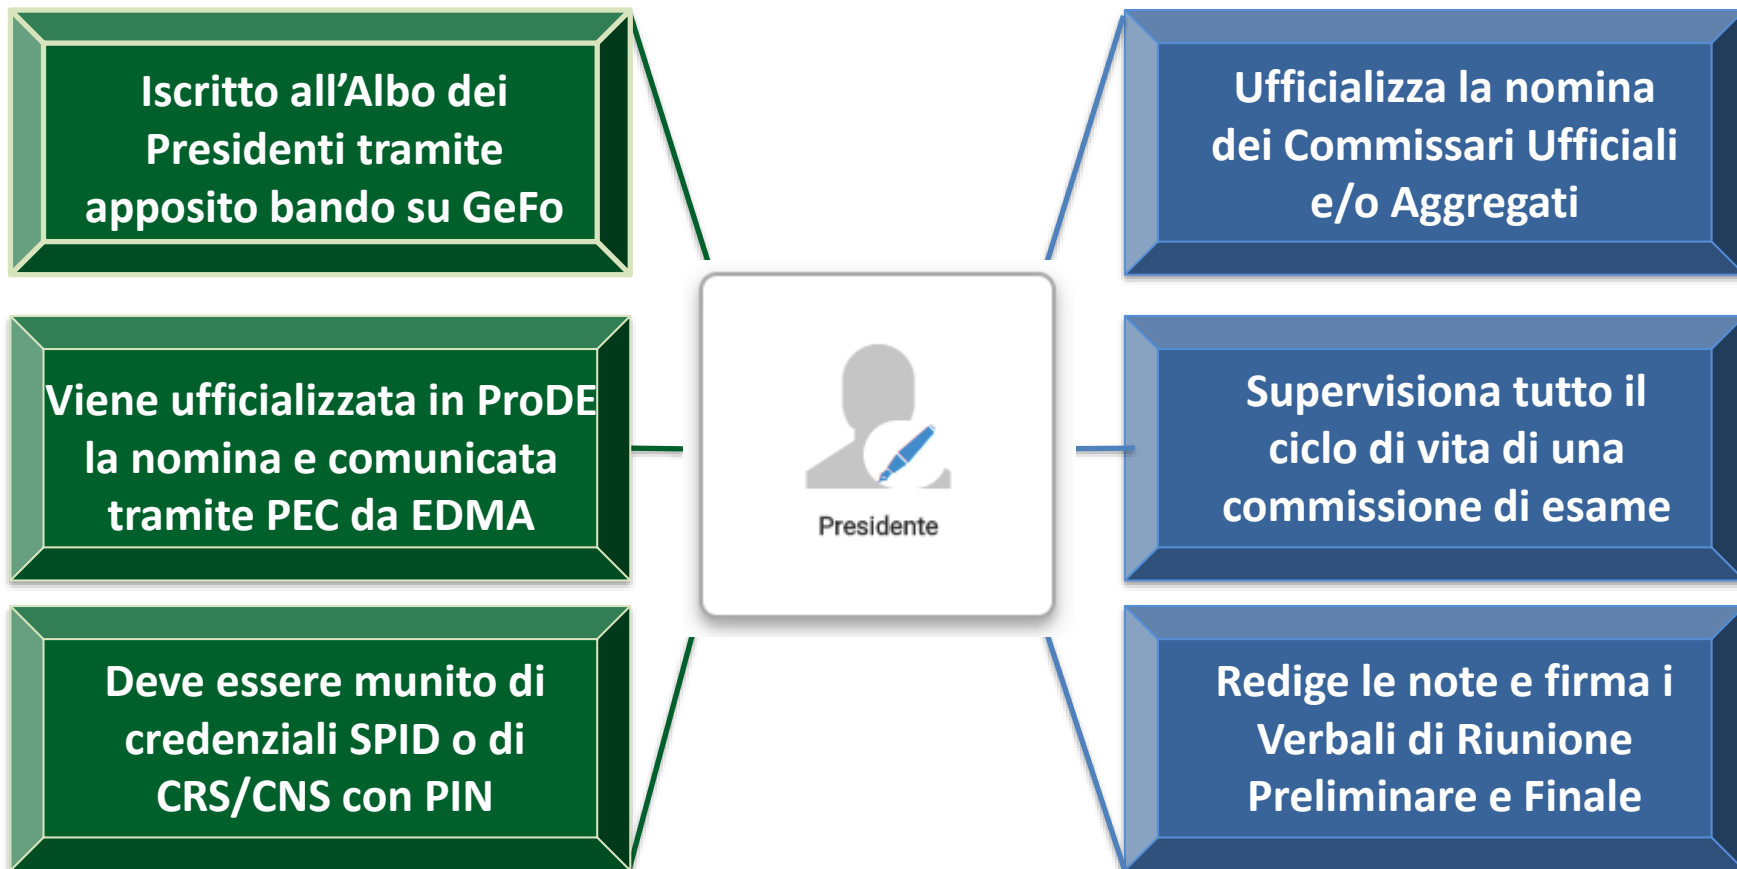 Iscritto all'Albo dei
Presidenti tramite
apposito bando su GeFo
Viene ufficializzata in ProDE
la nomina e comunicata
tramite PEC da EDMA
Deve essere munito di
credenziali SPID o di
CRS/CNS con PIN
Presidente
Ufficializza la nomina
dei Commissari Ufficiali
e/o Aggregati
Supervisiona tutto il
ciclo di vita di una
commissione di esame
Redige le note e firma i
Verbali di Riunione
Preliminare e Finale